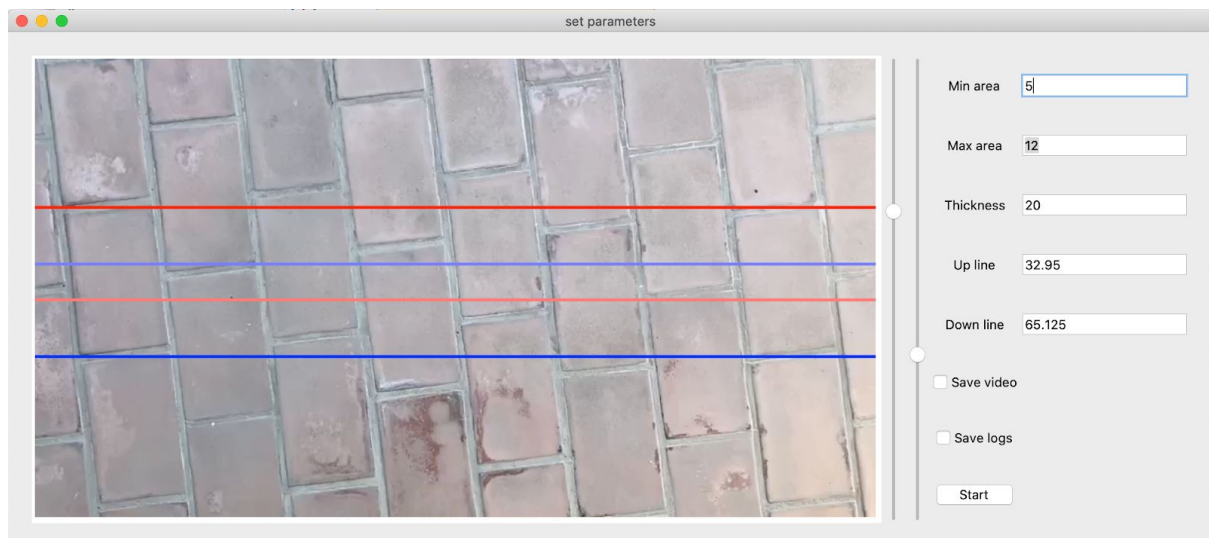 set parameters
Min area 5
Max area 12
Thickness 20
Up line 32.95
Down line 65.125
Save video
Save logs
Start